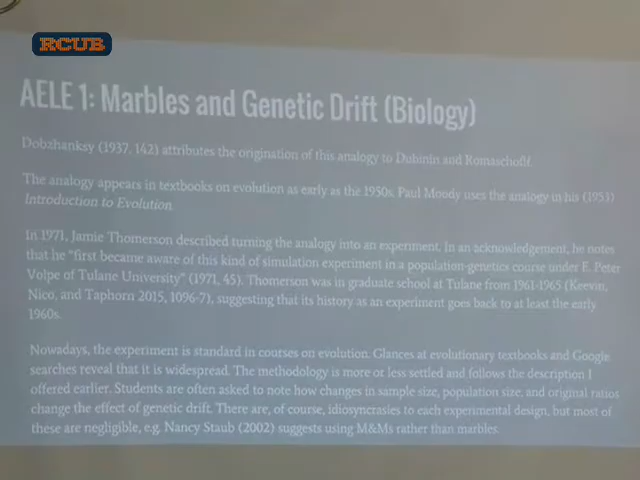 RCUB
AELE 1: Marbles and Genetic Drift (Biology)
Dobzhansky (1937, 142) attributes the origination of this analogy to Dubinin and Romaschoff.
The analogy appears in textbooks on evolution as early as the 1950s. Paul Moody uses the analogy in his (1953)
Introduction to Evolution.
In 1971, Jamie Thomerson described turning the analogy into an experiment. In an acknowledgement, he notes
that he "first became aware of this kind of simulation experiment in a population-genetics course under E. Peter
Volpe of Tulane University" (1971, 45). Thomerson was in graduate school at Tulane from 1961-1965 (Keevin,
Nico, and Taphorn 2015, 1096-7), suggesting that its history as an experiment goes back to at least the early
1960s.
Nowadays, the experiment is standard in courses on evolution. Glances at evolutionary textbooks and Google
searches reveal that it is widespread. The methodology is more or less settled and follows the description I
offered earlier. Students are often asked to note how changes in sample size, population size, and original ratios
change the effect of genetic drift. There are, of course, idiosyncrasies to each experimental design, but most of
these are negligible, e.g. Nancy Staub (2002) suggests using M&Ms rather than marbles.